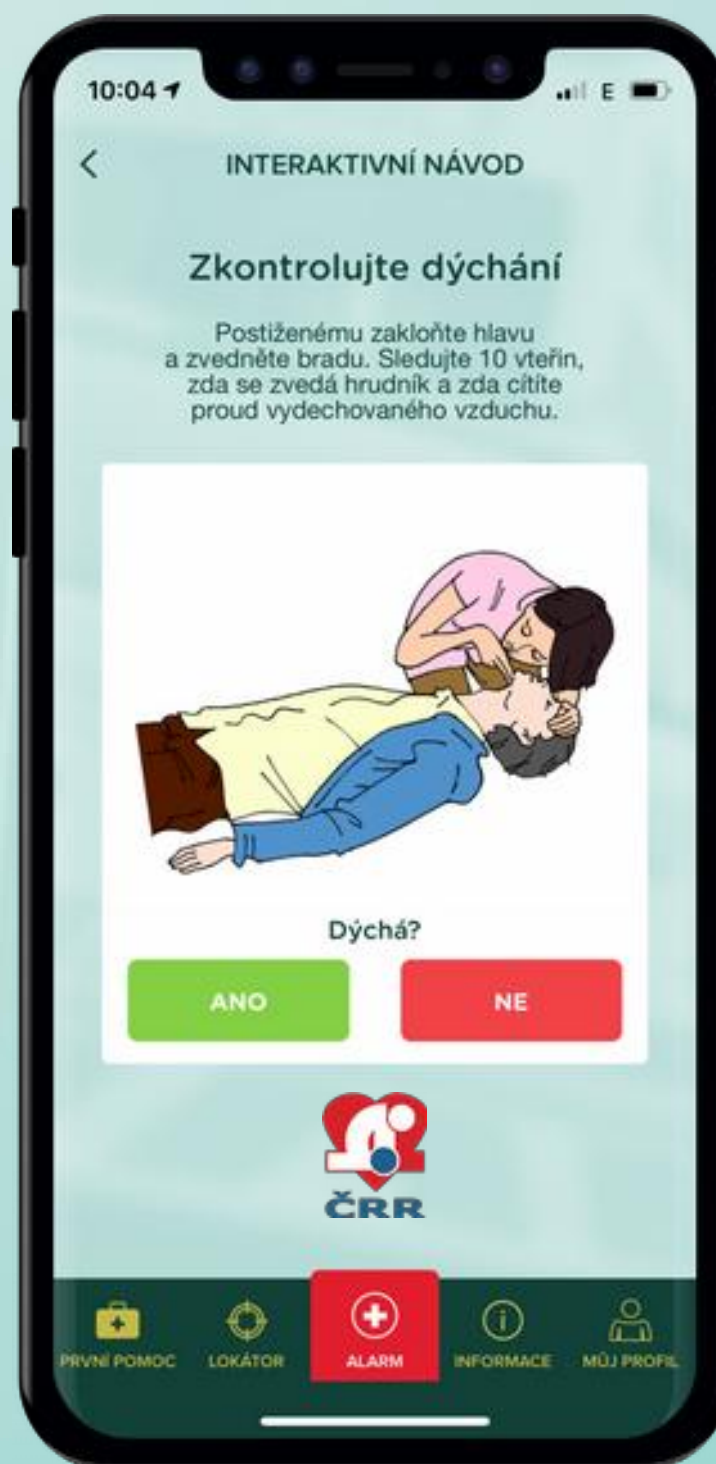 10:04
E
INTERAKTIVNÍ NÁVOD
Zkontrolujte dýchání
Postiženému zakloňte hlavu
a zvedněte bradu. Sledujte 10 vteřin,
zda se zvedá hrudník a zda cítíte
proud vydechovaného vzduchu.
Dýchá?
ANO NE
ČRR
PRVNÍ POMOC LOKÁTOR ALARM INFORMACE MŮJ PROFIL